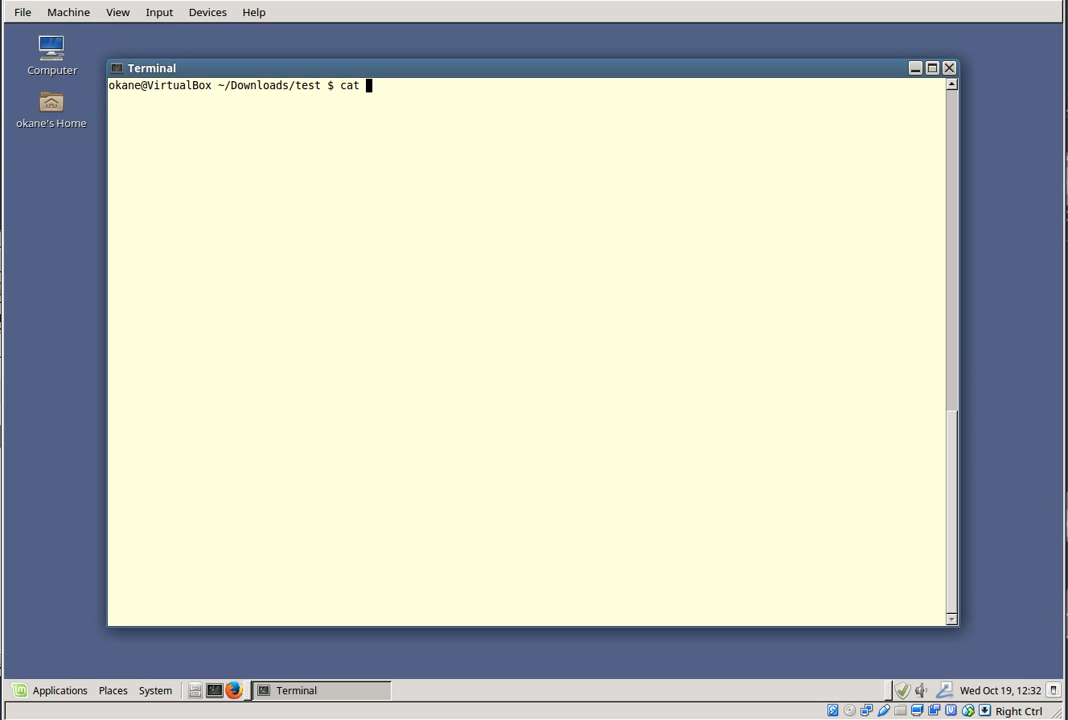 File Machine View Input Devices Help
Computer
okane's Home
Terminal
okane@VirtualBox ~/Downloads/test $ cat
Applications Places System Terminal Wed Oct 19, 12:32
Right Ctrl